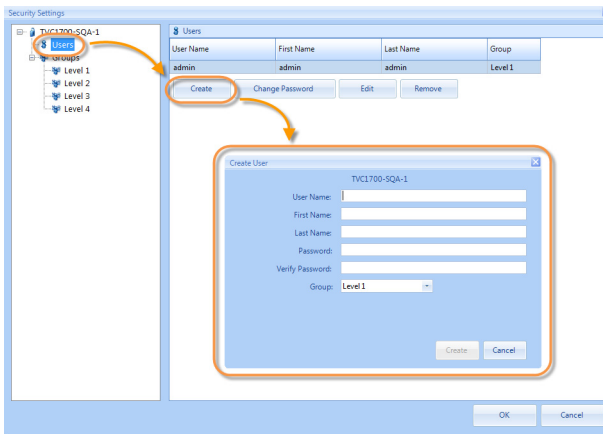 Security Settings
TVC1700-SQA-1
Users
Groups
Level 1
Level 2
Level 3
Level 4
Users
User Name First Name Last Name Group
admin admin admin Level 1
Create Change Password Edit Remove
Create User
TVC1700-SQA-1
User Name:
First Name:
Last Name:
Password:
Verify Password:
Group: Level 1
Create Cancel
OK Cancel